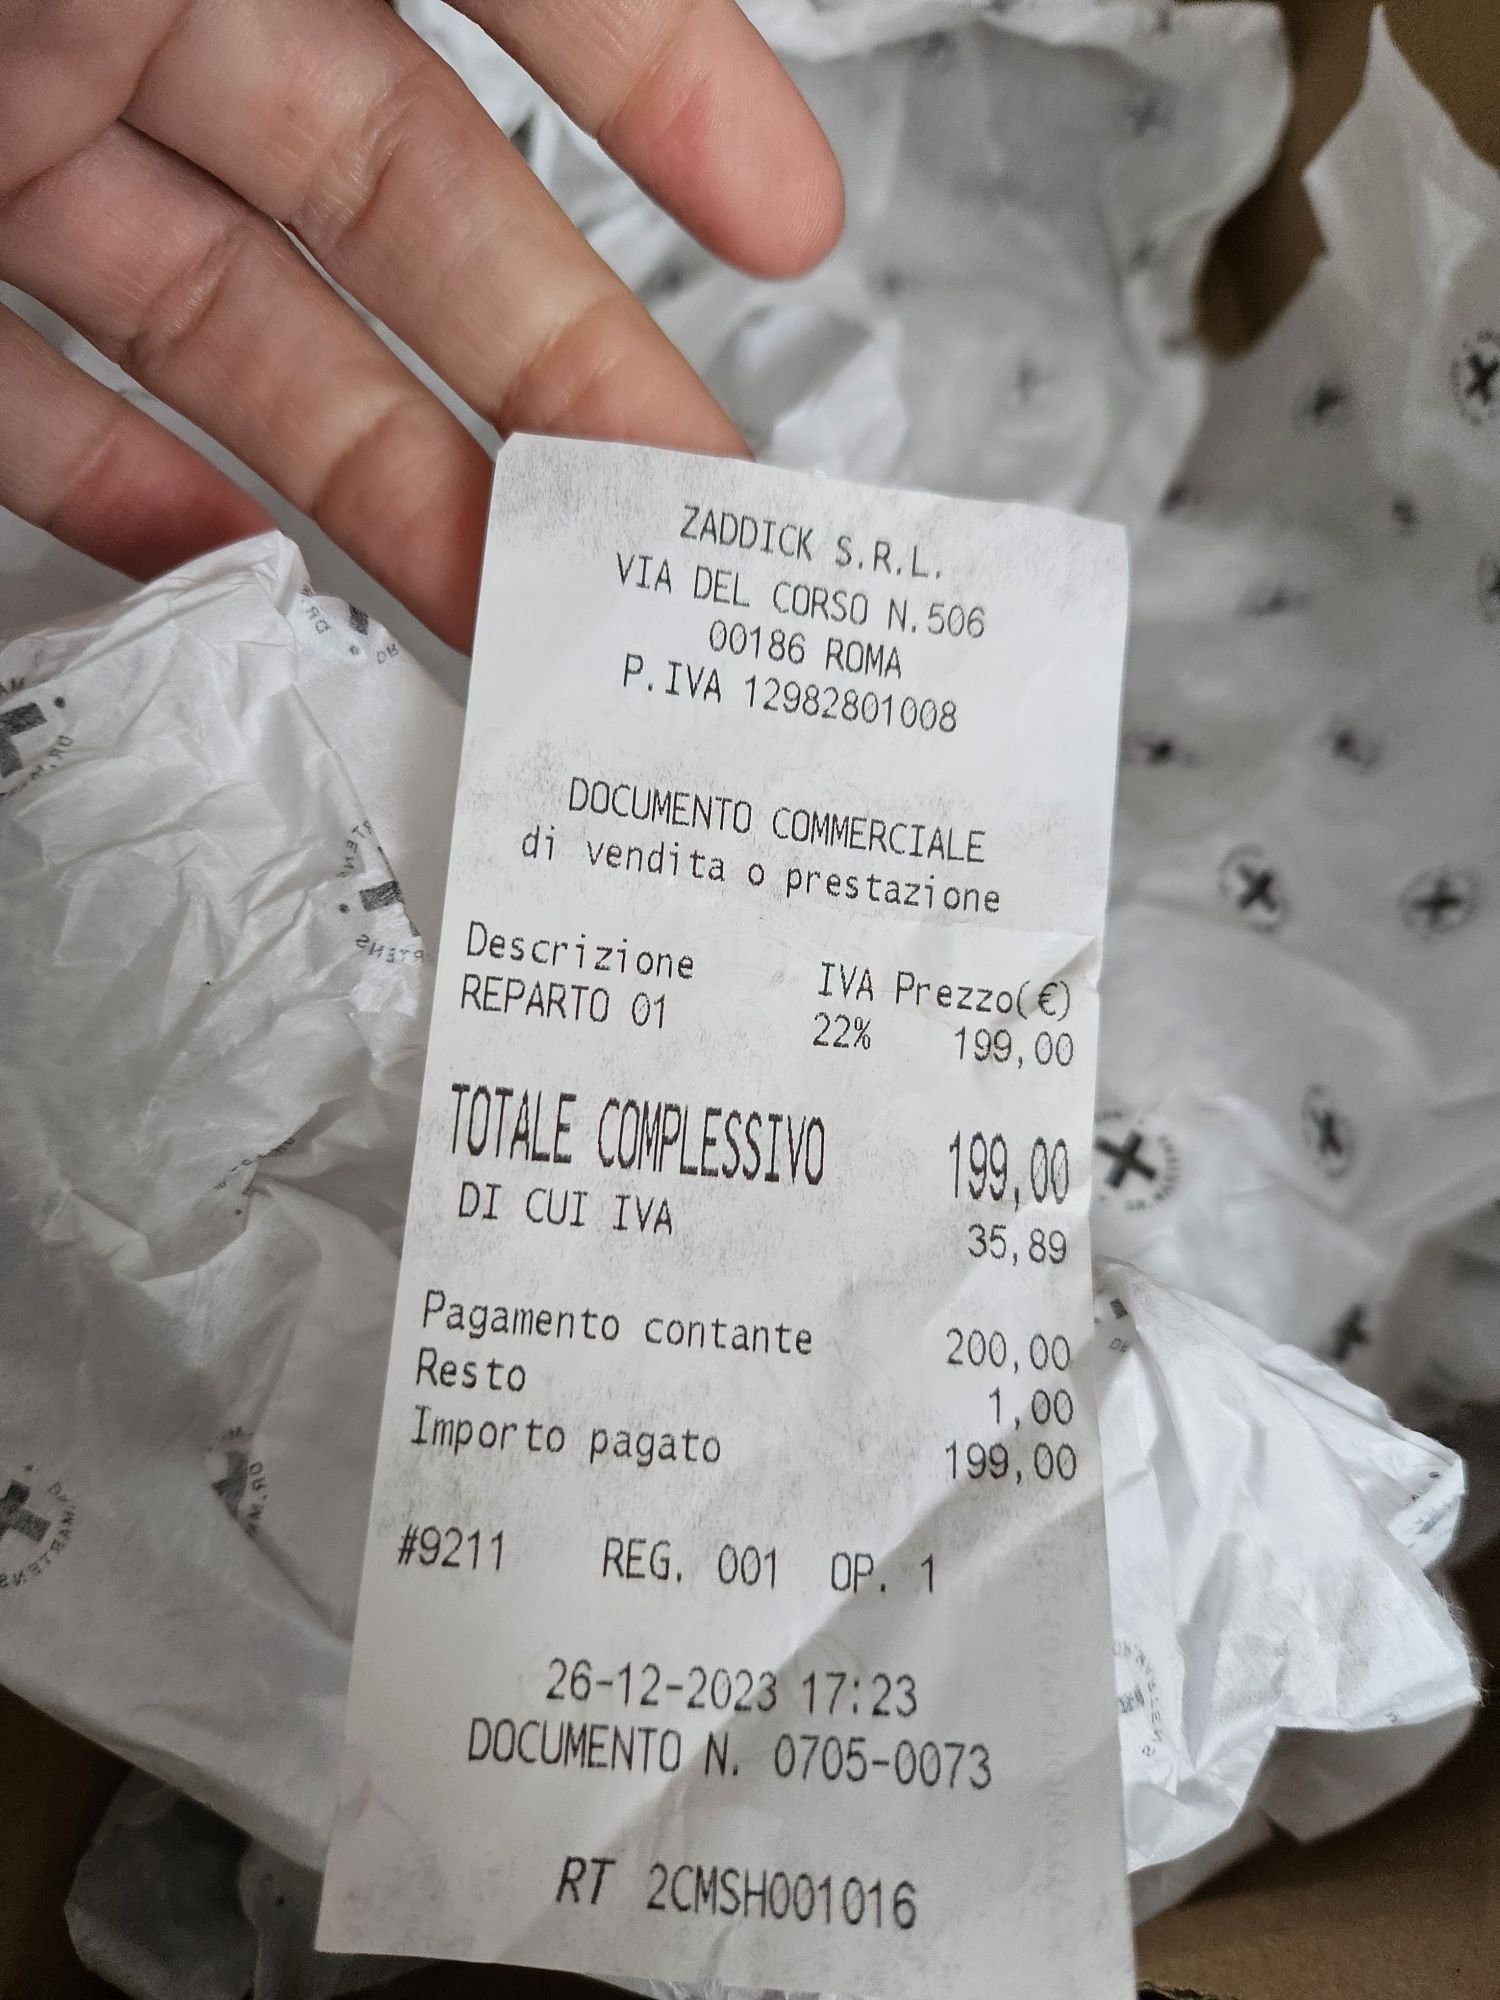 ZADDICK S.R.L.
VIA DEL CORSO N.506
00186 ROMA
P.IVA 12982801008
DOCUMENTO COMMERCIALE
di vendita o prestazione
Descrizione IVA Prezzo(€)
REPARTO 01 22% 199,00
TOTALE COMPLESSIVO 199,00
DI CUI IVA 35,89
Pagamento contante 200,00
Resto 1,00
Importo pagato 199,00
#9211 REG. 001 OP. 1
26-12-2023 17:23
DOCUMENTO N. 0705-0073
RT 2CMSH001016
DR. MARTENS